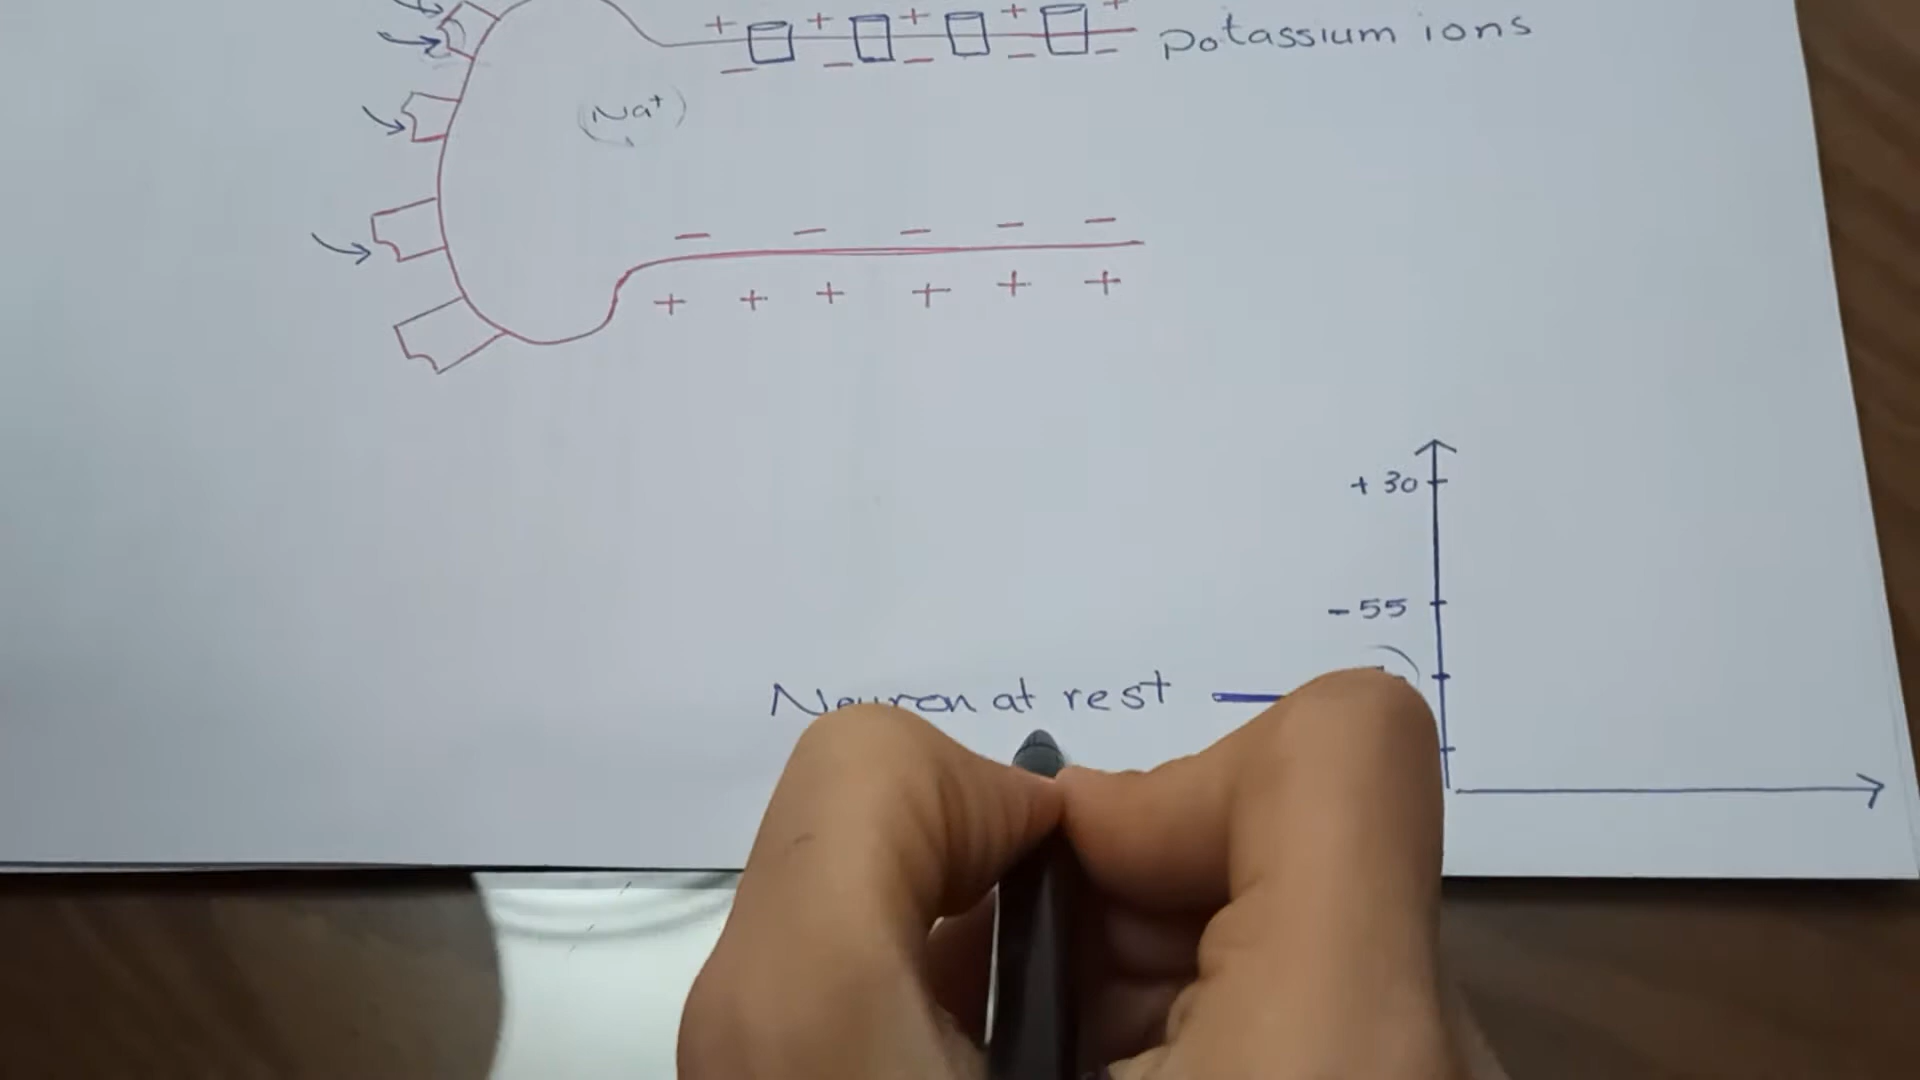 + + + + +
potassium ions
− − − − −
(Na⁺)
− − − − −
+ + + + + +
+ 30
- 55
Neuron at rest